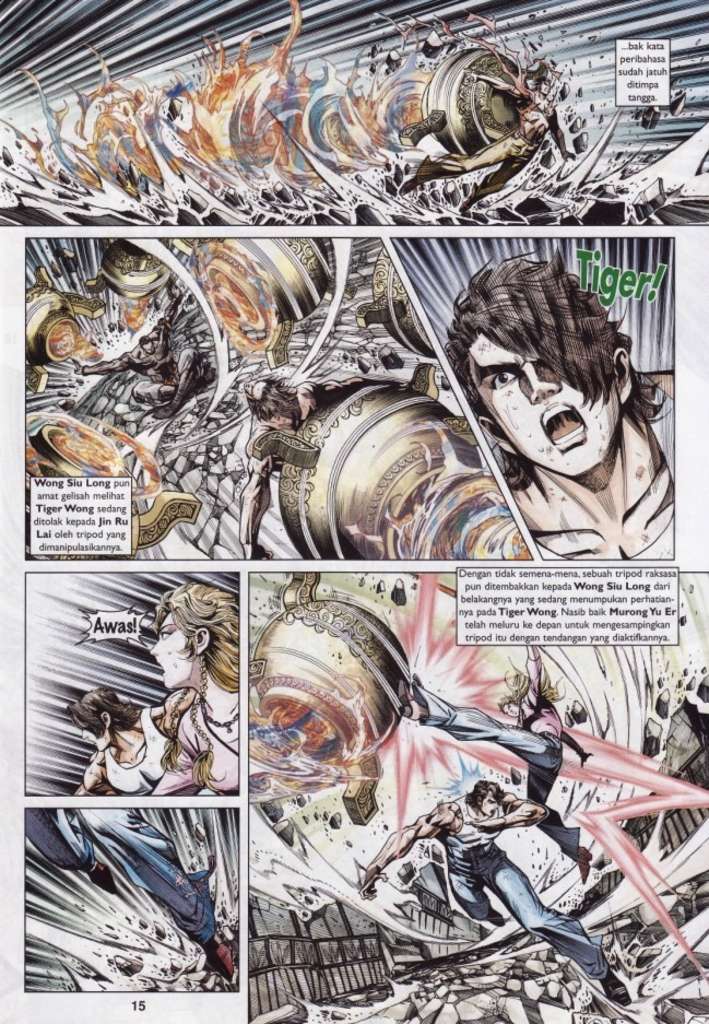 ...bak kata
peribahasa
sudah jatuh
ditimpa
tangga.
Tiger!
Wong Siu Long pun
amat gelisah melihat
Tiger Wong sedang
ditolak kepada Jin Ru
Lai oleh tripod yang
dimanipulasikannya.
Awas!
Dengan tidak semena-mena, sebuah tripod raksasa
pun ditembakkan kepada Wong Siu Long dari
belakangnya yang sedang menumpukan perhatian-
nya pada Tiger Wong. Nasib baik Murong Yu Er
telah meluru ke depan untuk mengesampingkan
tripod itu dengan tendangan yang diaktifkannya.
15